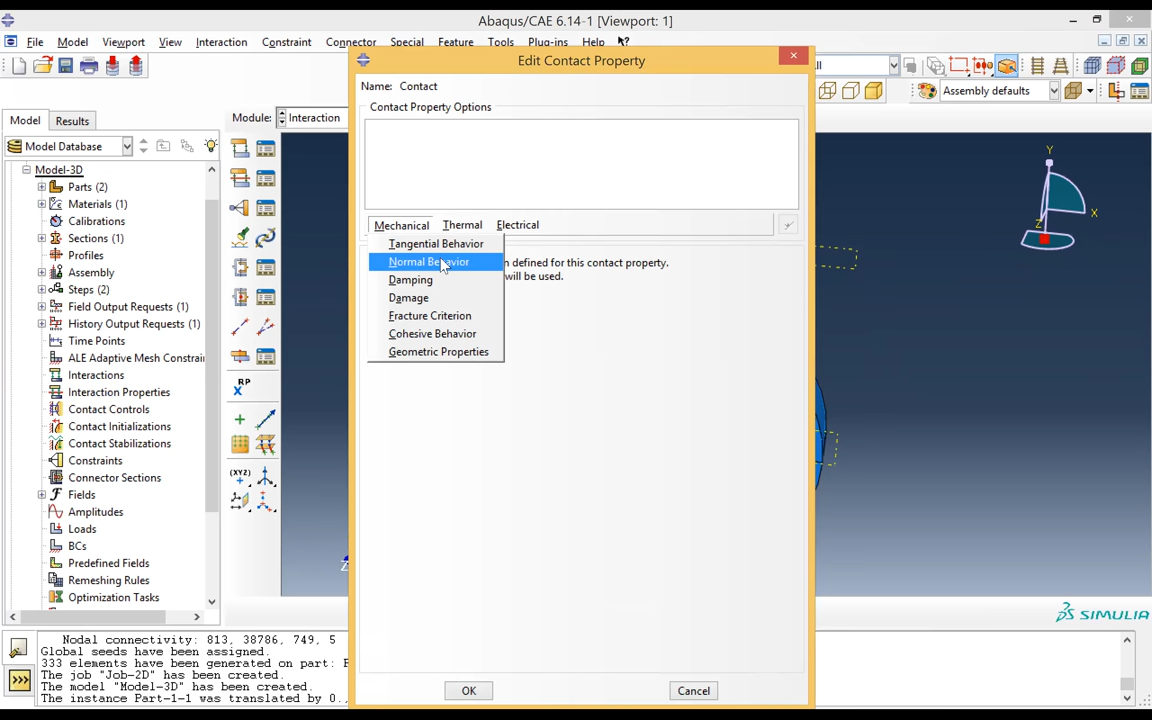 Abaqus/CAE 6.14-1 [Viewport: 1]
File Model Viewport View Interaction Constraint Connector Special Feature Tools Plug-ins Help
Edit Contact Property
Name: Contact
Contact Property Options
Mechanical Thermal Electrical
Tangential Behavior
Normal Behavior
Damping
Damage
Fracture Criterion
Cohesive Behavior
Geometric Properties
defined for this contact property.
will be used.
OK Cancel
Assembly defaults
Model Results
Module: Interaction
Model Database
Model-3D
Parts (2)
Materials (1)
Calibrations
Sections (1)
Profiles
Assembly
Steps (2)
Field Output Requests (1)
History Output Requests (1)
Time Points
ALE Adaptive Mesh Constrai
Interactions
Interaction Properties
Contact Controls
Contact Initializations
Contact Stabilizations
Constraints
Connector Sections
Fields
Amplitudes
Loads
BCs
Predefined Fields
Remeshing Rules
Optimization Tasks
RP
(XYZ)
Y
X
Z
Z
SIMULIA
Nodal connectivity: 813, 38786, 749, 5
Global seeds have been assigned.
333 elements have been generated on part: 
The job "Job-2D" has been created.
The model "Model-3D" has been created.
The instance Part-1-1 was translated by 0.,